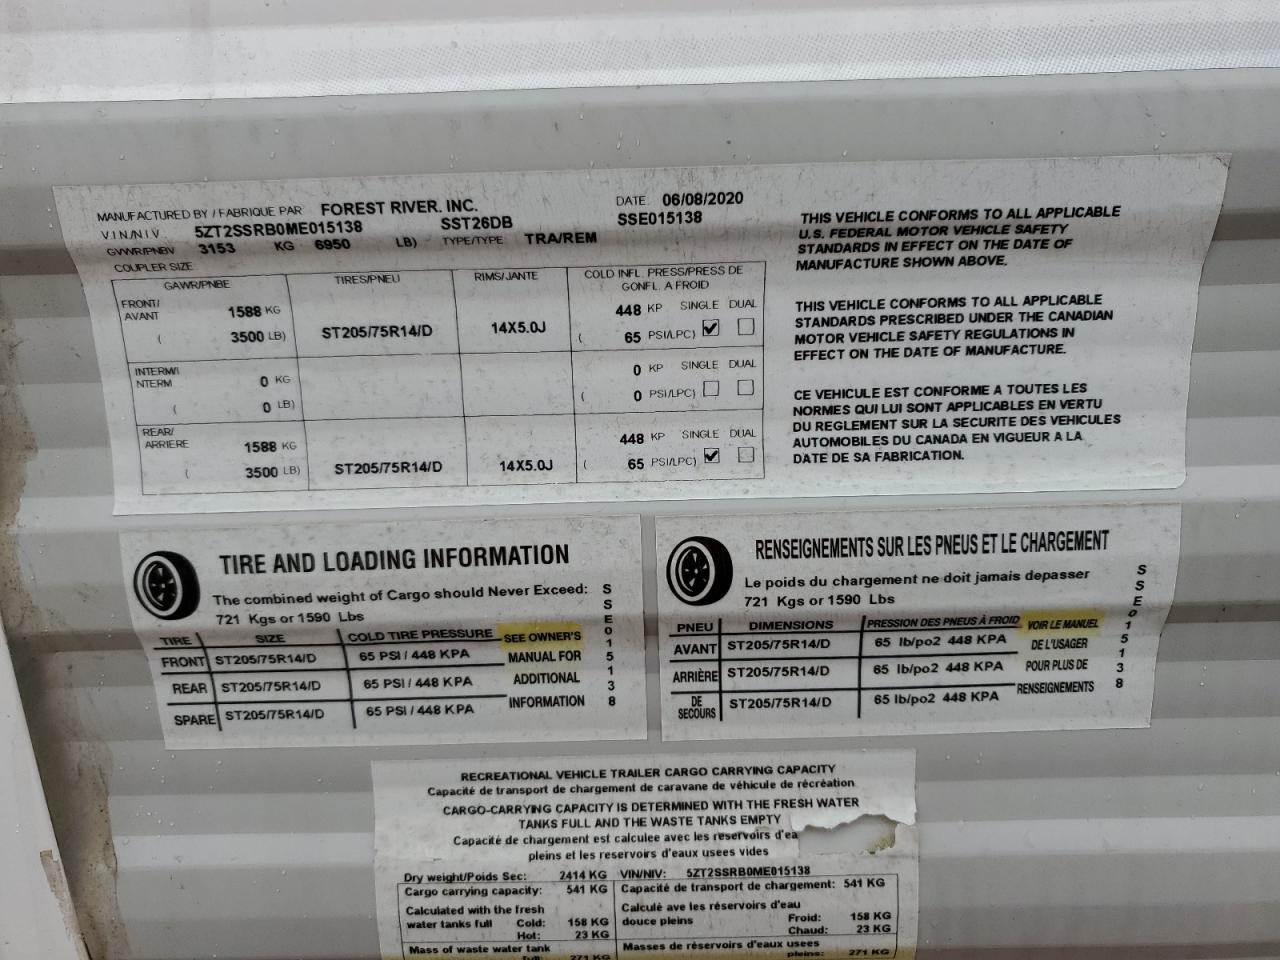 MANUFACTURED BY / FABRIQUE PAR FOREST RIVER, INC. DATE 06/08/2020
V.I.N/N.I.V. 5ZT2SSRB0ME015138 SST26DB SSE015138
GVWR/PNBV 3153 KG 6950 LB) TYPE/TYPE TRA/REM
COUPLER SIZE
GAWR/PNBE TIRES/PNEU RIMS/JANTE COLD INFL. PRESS/PRESS DE
GONFL. A FROID
FRONT/
AVANT 1588 KG 448 KP SINGLE DUAL
( 3500 LB) ST205/75R14/D 14X5.0J ( 65 PSI/LPC)
INTERM/I
NTERM 0 KG 0 KP SINGLE DUAL
( 0 LB) ( 0 PSI/LPC)
REAR/
ARRIERE 1588 KG 448 KP SINGLE DUAL
( 3500 LB) ST205/75R14/D 14X5.0J ( 65 PSI/LPC)
THIS VEHICLE CONFORMS TO ALL APPLICABLE
U.S. FEDERAL MOTOR VEHICLE SAFETY
STANDARDS IN EFFECT ON THE DATE OF
MANUFACTURE SHOWN ABOVE.
THIS VEHICLE CONFORMS TO ALL APPLICABLE
STANDARDS PRESCRIBED UNDER THE CANADIAN
MOTOR VEHICLE SAFETY REGULATIONS IN
EFFECT ON THE DATE OF MANUFACTURE.
CE VEHICULE EST CONFORME A TOUTES LES
NORMES QUI LUI SONT APPLICABLES EN VERTU
DU REGLEMENT SUR LA SECURITE DES VEHICULES
AUTOMOBILES DU CANADA EN VIGUEUR A LA
DATE DE SA FABRICATION.
TIRE AND LOADING INFORMATION
The combined weight of Cargo should Never Exceed:
721 Kgs or 1590 Lbs
TIRE SIZE COLD TIRE PRESSURE SEE OWNER'S
FRONT ST205/75R14/D 65 PSI / 448 KPA MANUAL FOR
REAR ST205/75R14/D 65 PSI / 448 KPA ADDITIONAL
SPARE ST205/75R14/D 65 PSI / 448 KPA INFORMATION
SSE015138
RENSEIGNEMENTS SUR LES PNEUS ET LE CHARGEMENT
Le poids du chargement ne doit jamais depasser
721 Kgs or 1590 Lbs
PNEU DIMENSIONS PRESSION DES PNEUS À FROID VOIR LE MANUEL
AVANT ST205/75R14/D 65 lb/po2 448 KPA DE L'USAGER
ARRIÈRE ST205/75R14/D 65 lb/po2 448 KPA POUR PLUS DE
DE
SECOURS ST205/75R14/D 65 lb/po2 448 KPA RENSEIGNEMENTS
SSE015138
RECREATIONAL VEHICLE TRAILER CARGO CARRYING CAPACITY
Capacité de transport de chargement de caravane de véhicule de récréation
CARGO-CARRYING CAPACITY IS DETERMINED WITH THE FRESH WATER
TANKS FULL AND THE WASTE TANKS EMPTY
Capacité de chargement est calculee avec les reservoirs d'ea
pleins et les reservoirs d'eaux usees vides
Dry weight/Poids Sec: 2414 KG VIN/NIV: 5ZT2SSRB0ME015138
Cargo carrying capacity: 541 KG Capacité de transport de chargement: 541 KG
Calculated with the fresh Calculé ave les réservoirs d'eau
water tanks full Cold: 158 KG douce pleins Froid: 158 KG
Hot: 23 KG Chaud: 23 KG
Mass of waste water tank Masses de réservoirs d'eaux usees
full: 271 KG pleins: 271 KG